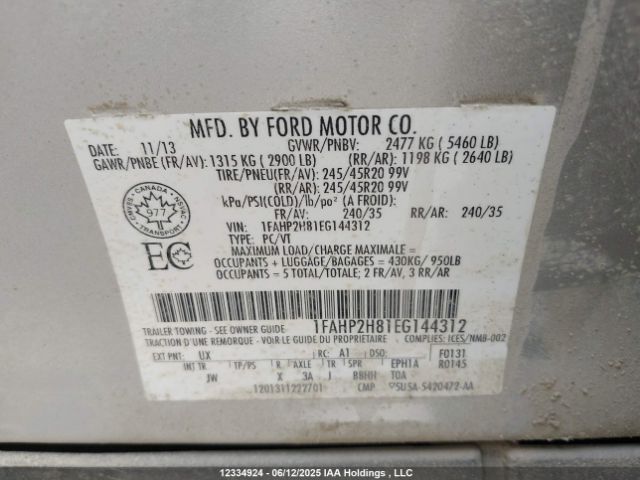 MFD. BY FORD MOTOR CO.
DATE: 11/13 GVWR/PNBV: 2477 KG ( 5460 LB)
GAWR/PNBE (FR/AV): 1315 KG ( 2900 LB) (RR/AR): 1198 KG ( 2640 LB)
TIRE/PNEU(FR/AV): 245/45R20 99V
(RR/AR): 245/45R20 99V
kPa/PSI(COLD)/lb/po² (A FROID):
FR/AV: 240/35 RR/AR: 240/35
VIN: 1FAHP2H81EG144312
TYPE: PC/VT
MAXIMUM LOAD/CHARGE MAXIMALE =
OCCUPANTS + LUGGAGE/BAGAGES = 430KG/ 950LB
OCCUPANTS = 5 TOTAL/TOTALE; 2 FR/AV, 3 RR/AR
CANADA
977
TRANSPORT
EC
1FAHP2H81EG144312
TRAILER TOWING - SEE OWNER GUIDE
TRACTION D'UNE REMORQUE - VOIR LE GUIDE DU PROPRIETAIRE COMPLIES: ICES/NMB-002
EXT PNT: UX RC: A1 DSO: F0131
INT TR TP/PS R AXLE TR SPR EPH1A R0145
JW X 3A J BBHH TOA
1201311227701 CMP
12334924 - 06/12/2025 IAA Holdings , LLC